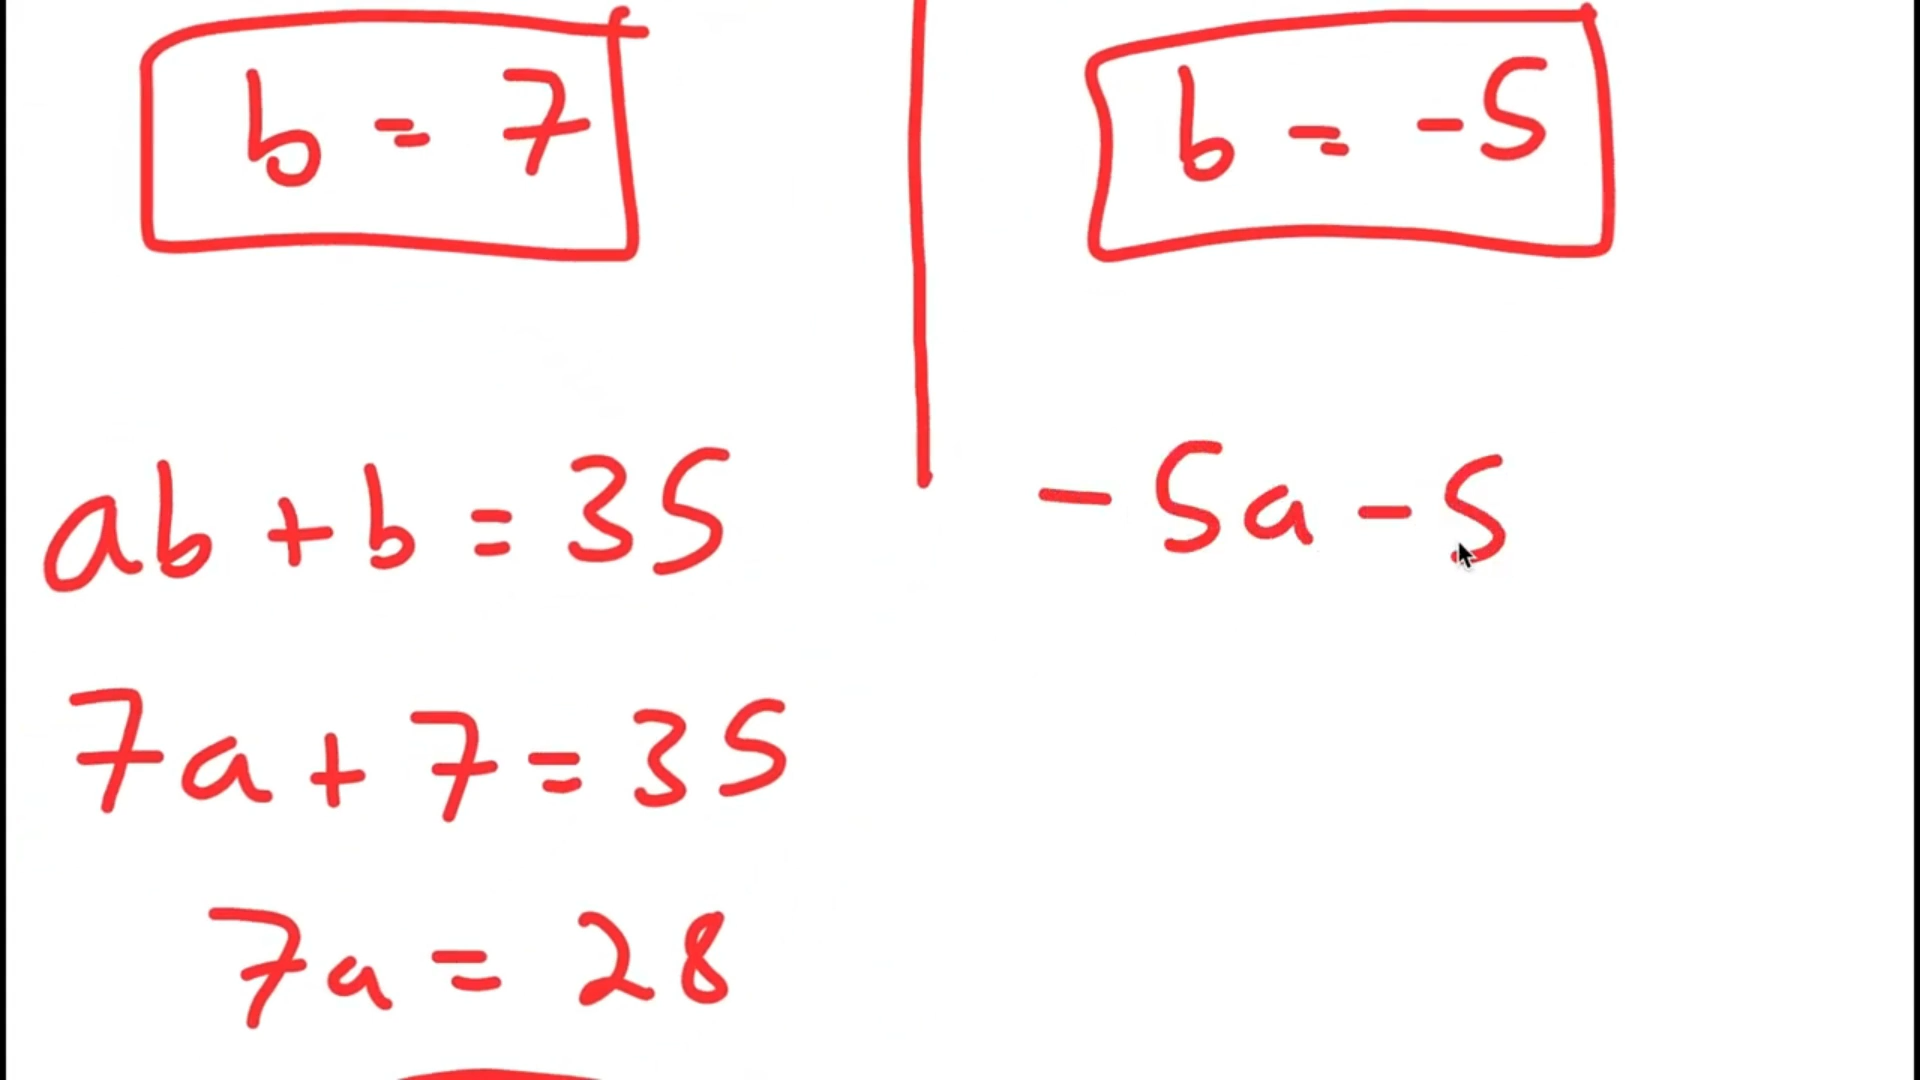 b = 7
ab + b = 35
7a + 7 = 35
7a = 28
b = -5
-5a - 5